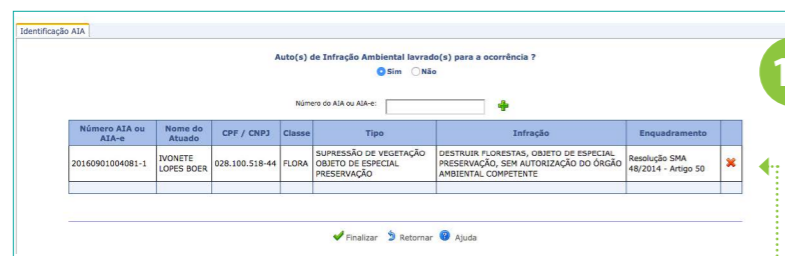 Identificação AIA
Auto(s) de Infração Ambiental lavrado(s) para a ocorrência ?
Sim Não
Número do AIA ou AIA-e:
Número AIA ou AIA-e Nome do Atuado CPF / CNPJ Classe Tipo Infração Enquadramento
20160901004081-1 IVONETE LOPES BOER 028.100.518-44 FLORA SUPRESSÃO DE VEGETAÇÃO OBJETO DE ESPECIAL PRESERVAÇÃO DESTRUIR FLORESTAS, OBJETO DE ESPECIAL PRESERVAÇÃO, SEM AUTORIZAÇÃO DO ÓRGÃO AMBIENTAL COMPETENTE Resolução SMA 48/2014 - Artigo 50
Finalizar Retornar Ajuda